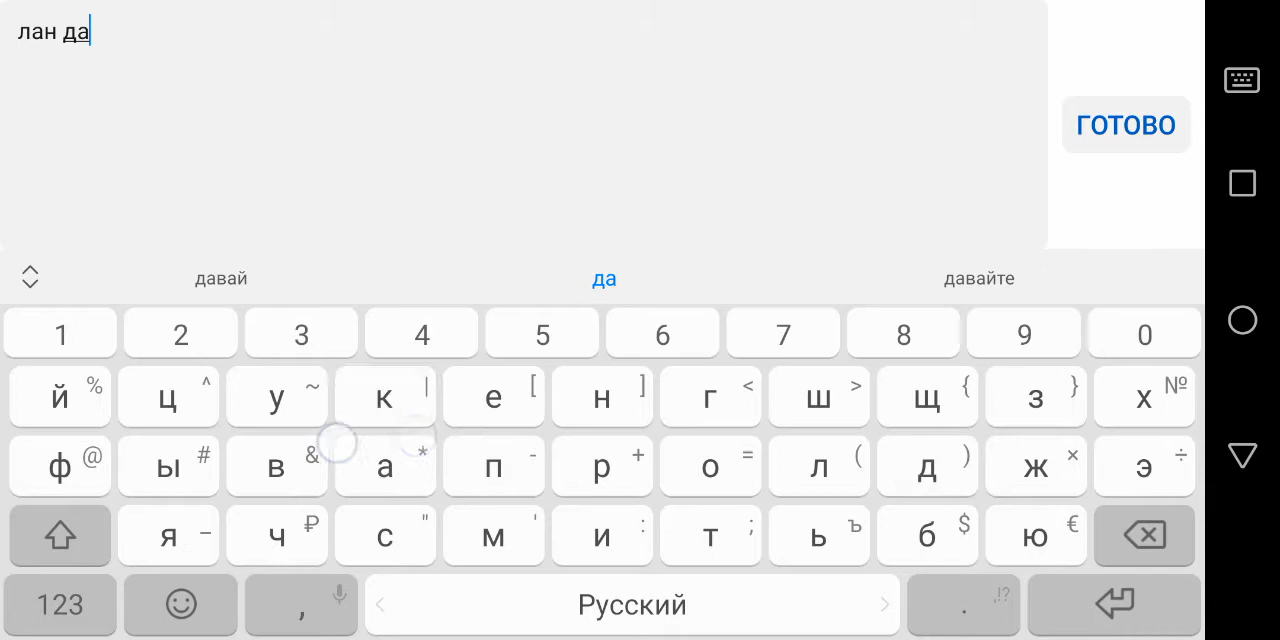 лан да
ГОТОВО
давай да давайте
1 2 3 4 5 6 7 8 9 0
й % ц ^ у ~ к | е [ н ] г < ш > щ { з } х №
ф @ ы # в & а * п - р + о = л ( д ) ж × э ÷
я _ ч ₽ с " м ' и : т ; ь ъ б $ ю €
123 , < Русский > . ,!?